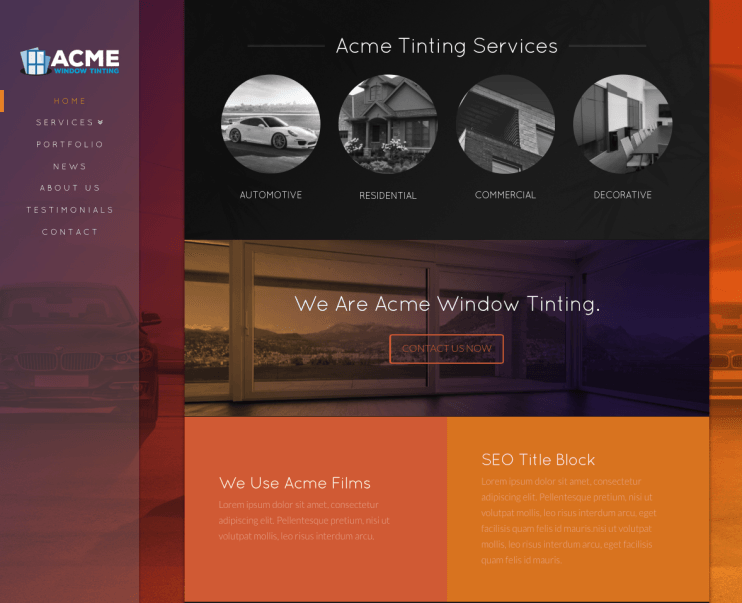 ACME
WINDOW TINTING
HOME
SERVICES
PORTFOLIO
NEWS
ABOUT US
TESTIMONIALS
CONTACT
Acme Tinting Services
AUTOMOTIVE
RESIDENTIAL
COMMERCIAL
DECORATIVE
We Are Acme Window Tinting.
CONTACT US NOW
We Use Acme Films
Lorem ipsum dolor sit amet, consectetur
adipiscing elit. Pellentesque pretium, nisi ut
volutpat mollis, leo risus interdum arcu.
SEO Title Block
Lorem ipsum dolor sit amet, consectetur
adipiscing elit. Pellentesque pretium, nisi ut
volutpat mollis, leo risus interdum arcu, eget
facilisis quam felis id mauris nisi ut volutpat
mollis, leo risus interdum arcu, eget facilisis
quam felis id mauris.